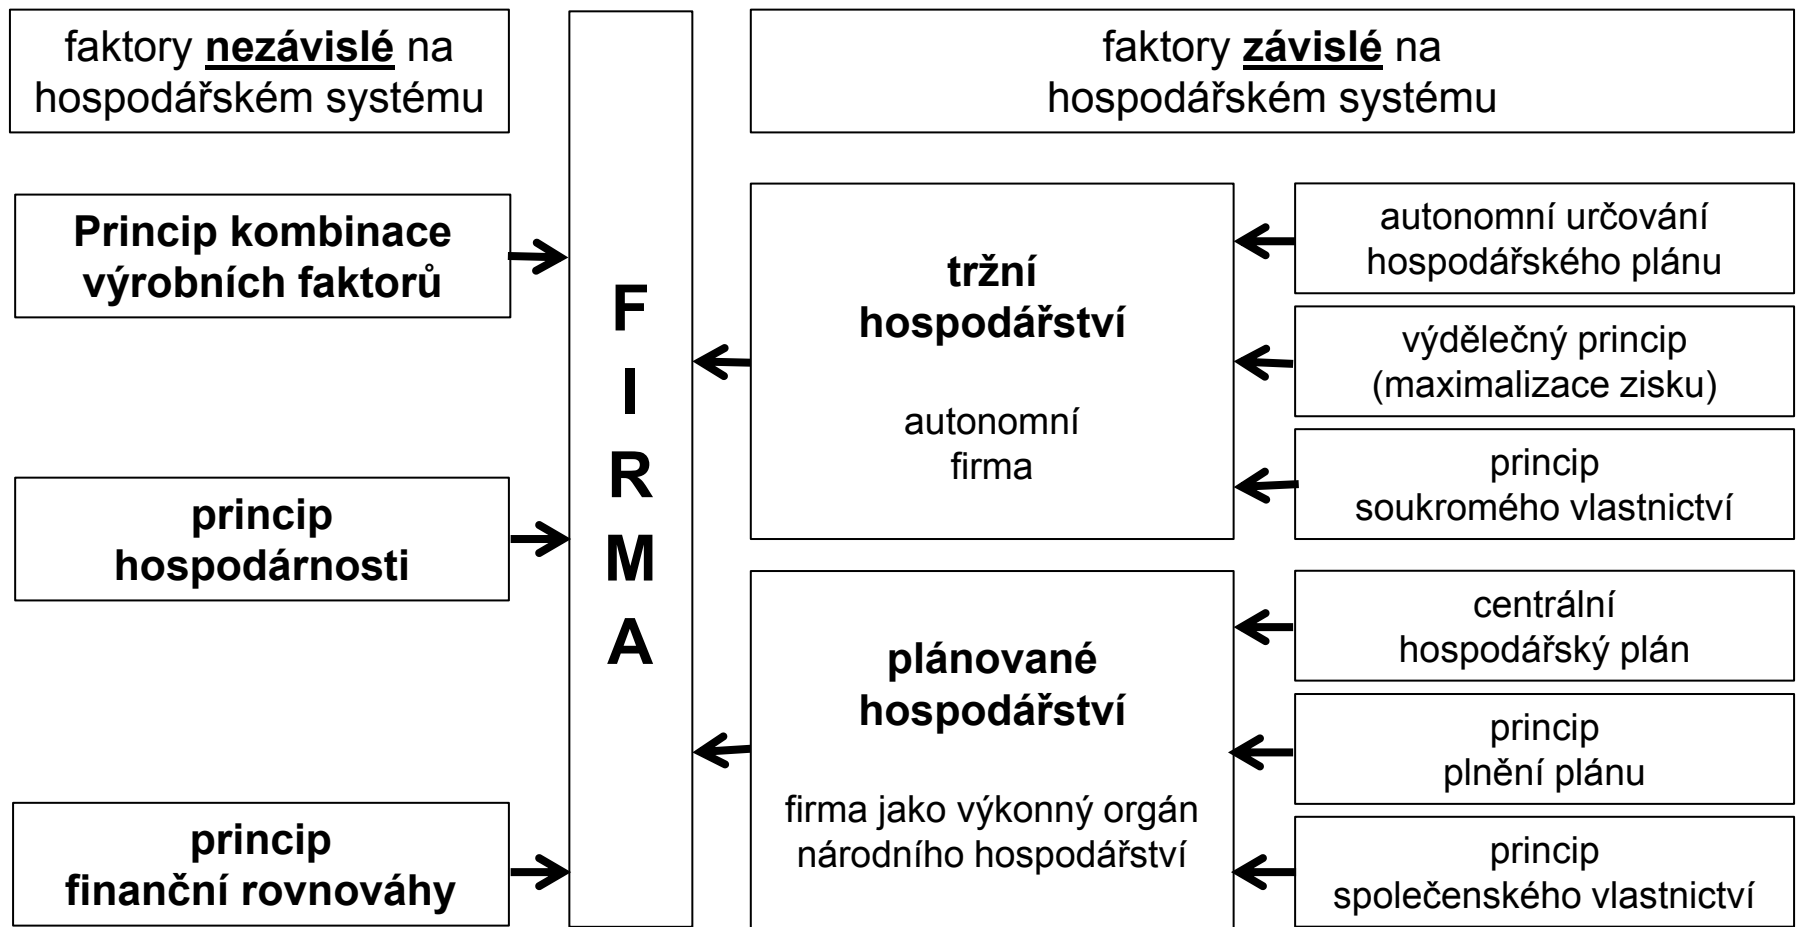 faktory nezávislé na
hospodářském systému
faktory závislé na
hospodářském systému
Princip kombinace
výrobních faktorů
princip
hospodárnosti
princip
finanční rovnováhy
F
I
R
M
A
tržní
hospodářství
autonomní
firma
plánované
hospodářství
firma jako výkonný orgán
národního hospodářství
autonomní určování
hospodářského plánu
výdělečný princip
(maximalizace zisku)
princip
soukromého vlastnictví
centrální
hospodářský plán
princip
plnění plánu
princip
společenského vlastnictví